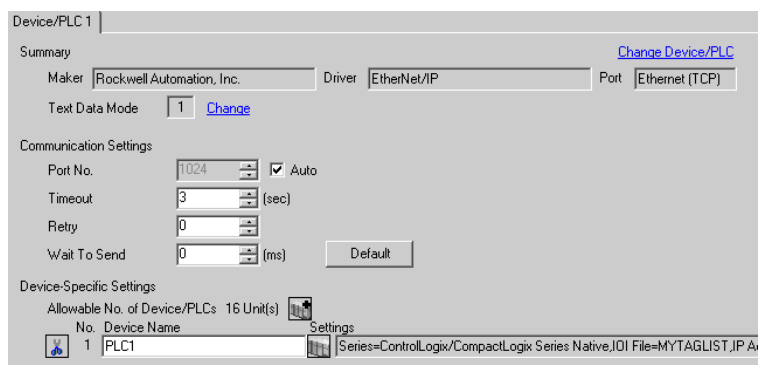 Device/PLC 1
Summary Change Device/PLC
Maker Rockwell Automation, Inc. Driver EtherNet/IP Port Ethernet (TCP)
Text Data Mode 1 Change
Communication Settings
Port No. 1024 Auto
Timeout 3 (sec)
Retry 0
Wait To Send 0 (ms) Default
Device-Specific Settings
Allowable No. of Device/PLCs 16 Unit(s)
No. Device Name Settings
1 PLC1 Series=ControlLogix/CompactLogix Series Native,IOI File=MYTAGLIST,IP